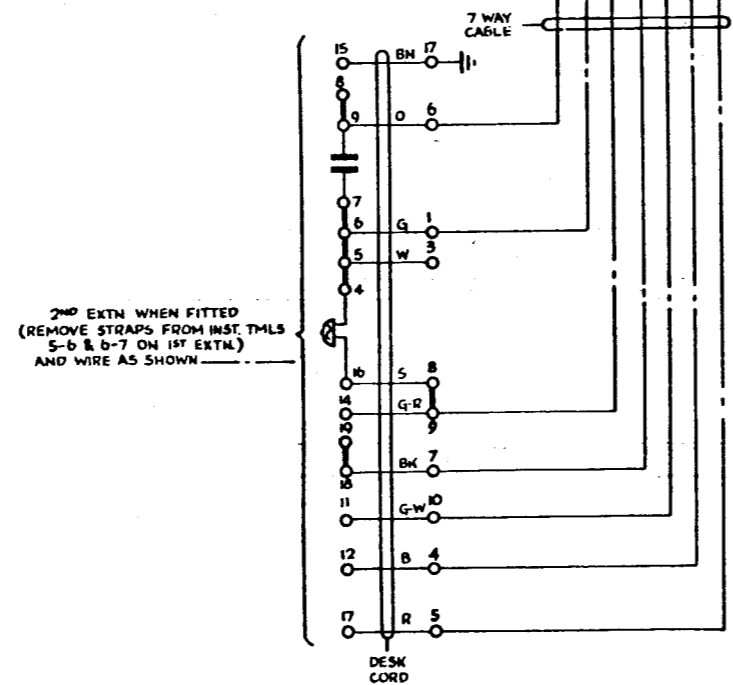 7 WAY
CABLE
15 BN 17
8
9 O 6
7
6 G 1
5 W 3
4
2ND EXTN WHEN FITTED
(REMOVE STRAPS FROM INST. TMLS
5-6 & 6-7 ON 1ST EXTN.)
AND WIRE AS SHOWN
16 S 8
14 G-R 9
19
18 BK 7
11 G-W 10
12 B 4
17 R 5
DESK
CORD